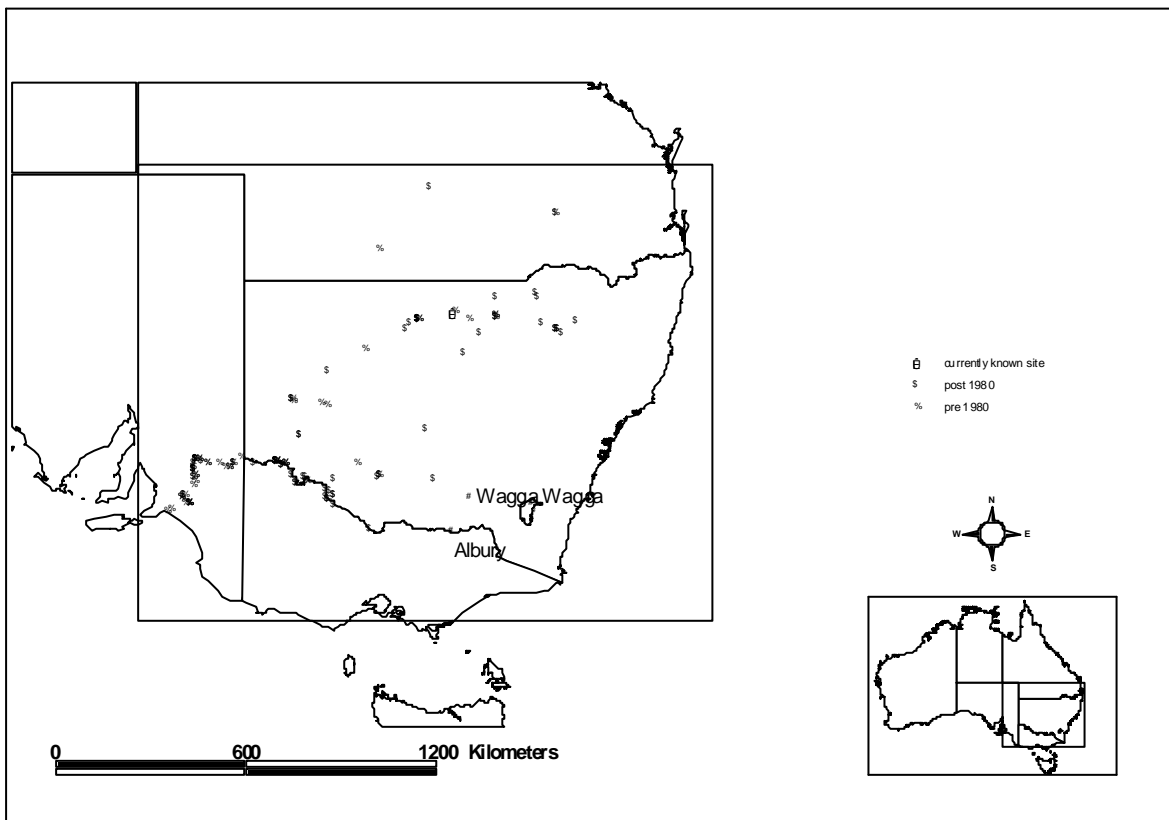 currently known site
$ post 1980
% pre 1980
# Wagga Wagga
Albury
N
W E
S
0 600 1200 Kilometers